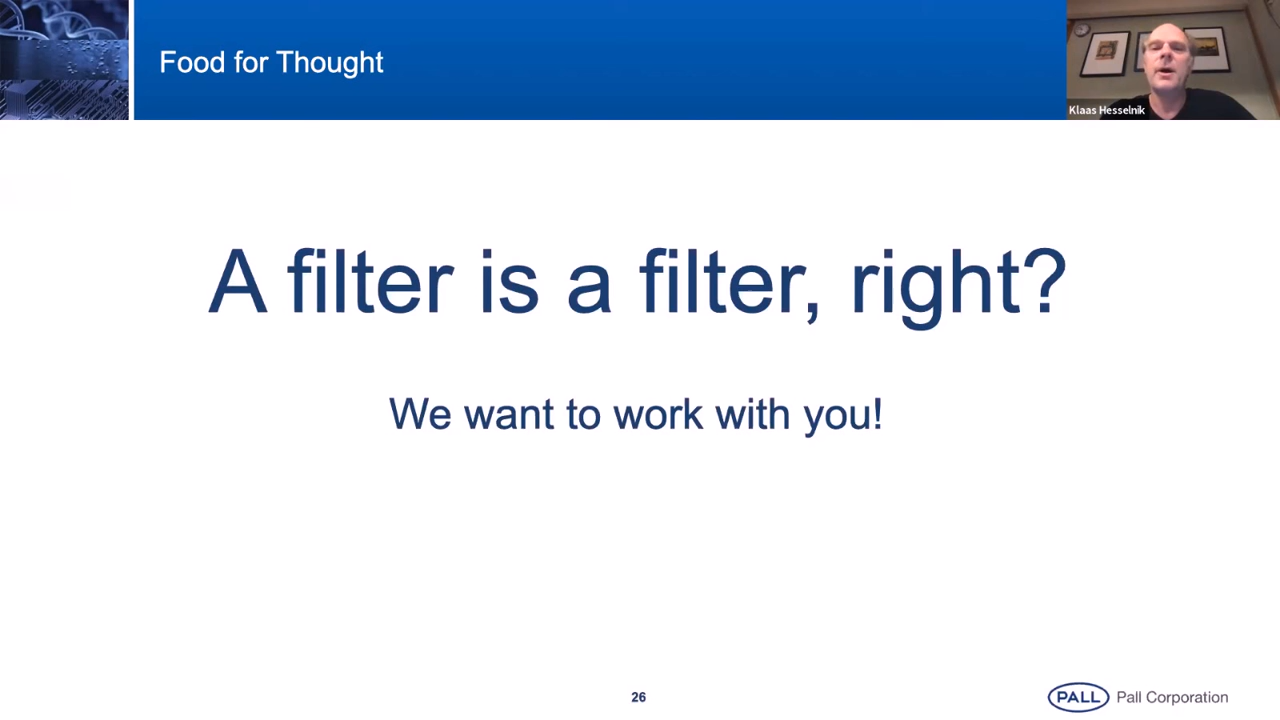 Food for Thought
Klaas Hesselnik
A filter is a filter, right?
We want to work with you!
26
PALL Pall Corporation